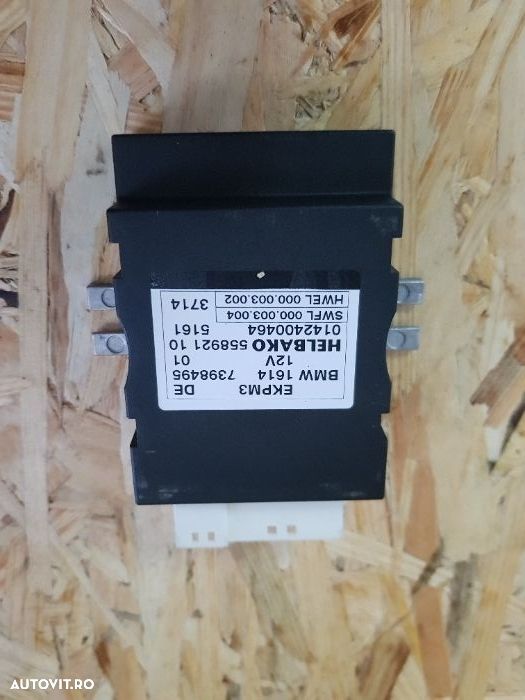 EKPM3 DE
BMW 1614 7398495
12V 01
HELBAKO 558921 10
0142400464 5161
SWFL 000.003.004
HWEL 000.003.002 3714
AUTOVIT.RO